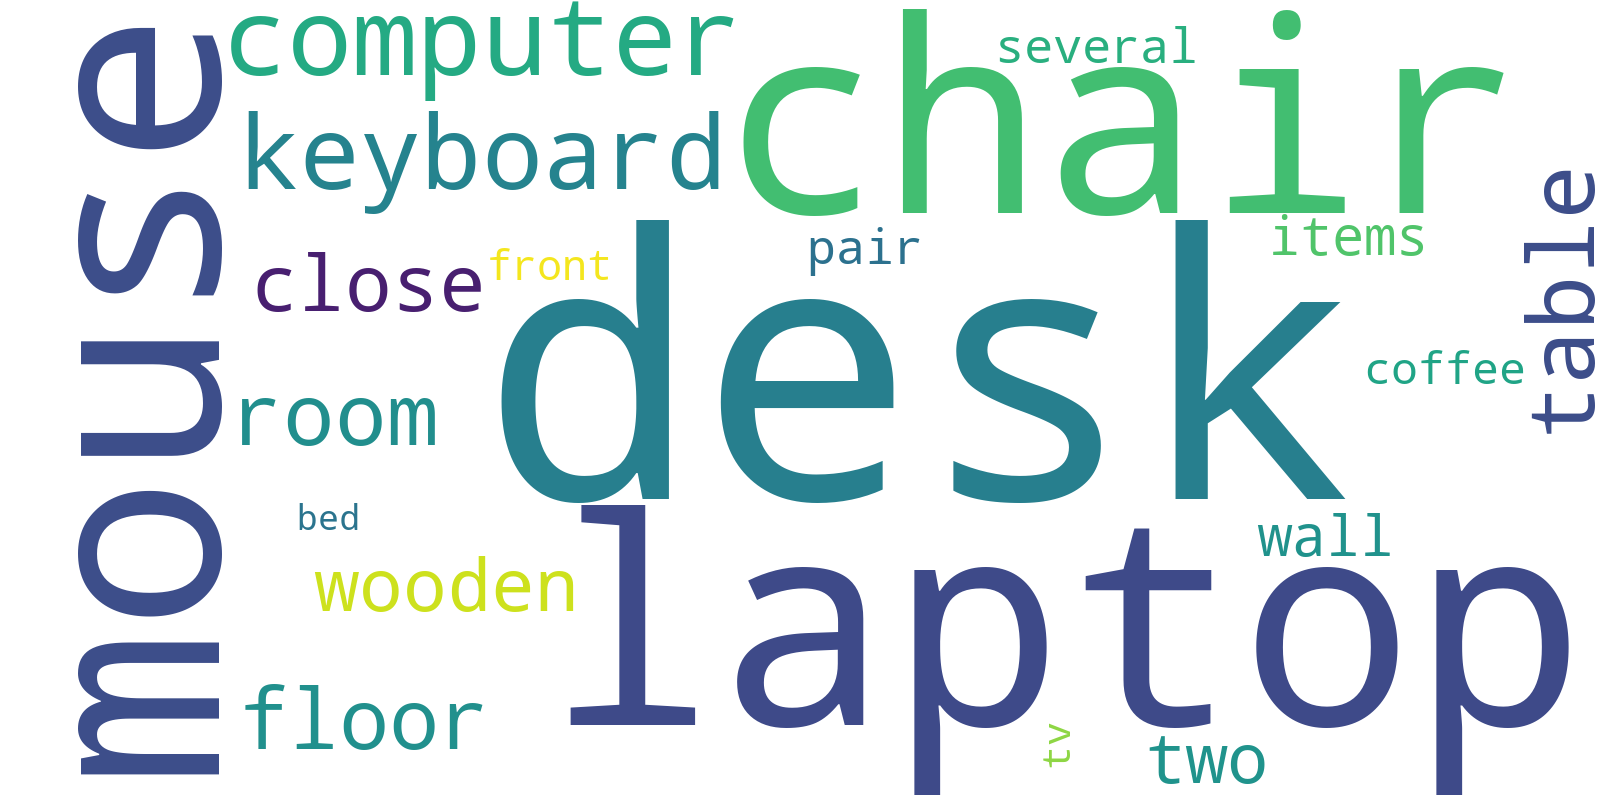 mouse
computer
chair
several
keyboard
table
items
pair
close
front
desk
coffee
room
bed
laptop
wall
wooden
floor
tv
two